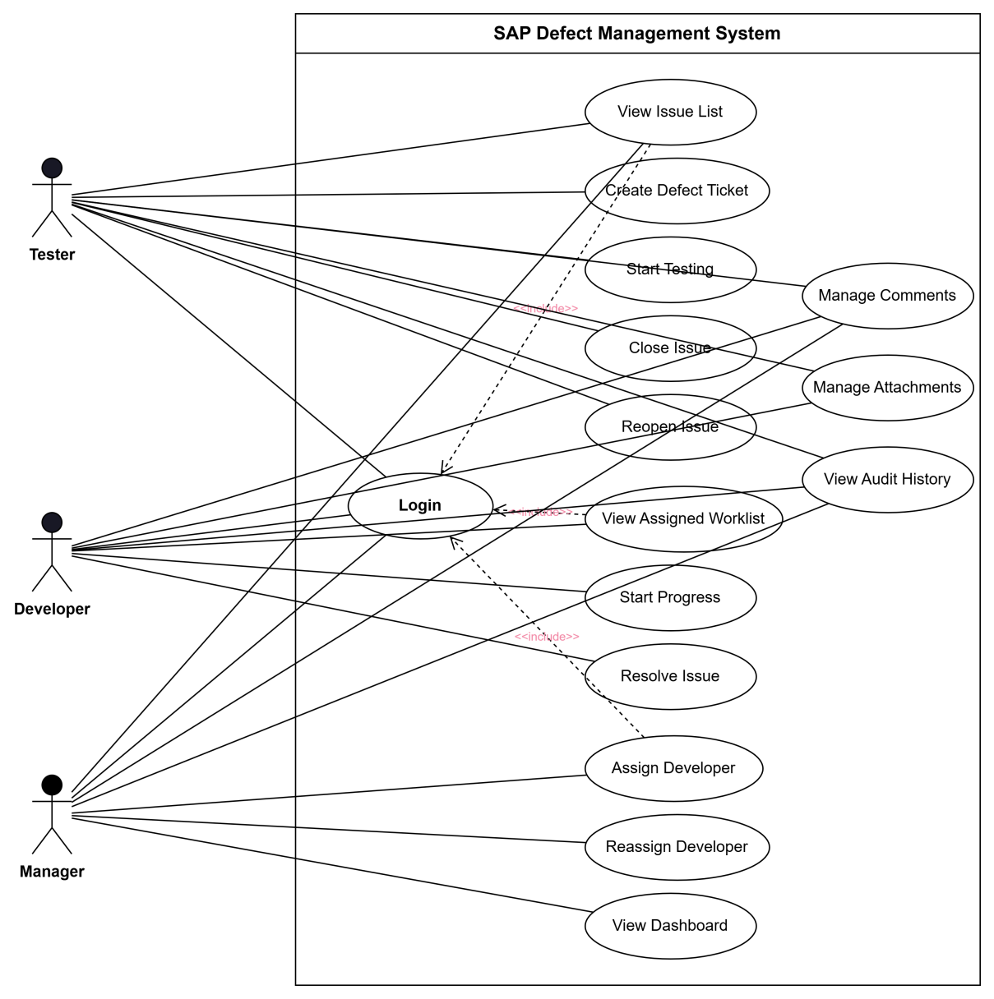 SAP Defect Management System
View Issue List
Create Defect Ticket
Tester
Start Testing
Manage Comments
<<include>>
Close Issue
Manage Attachments
Reopen Issue
View Audit History
Login
<<include>>
View Assigned Worklist
Developer
Start Progress
<<include>>
Resolve Issue
Assign Developer
Reassign Developer
Manager
View Dashboard